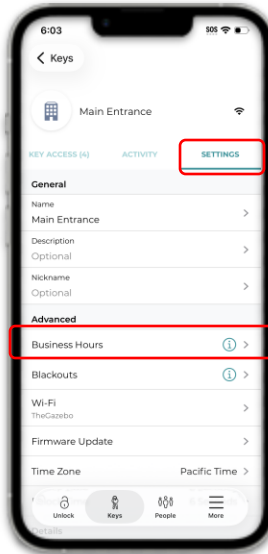 6:03
SOS
Keys
Main Entrance
KEY ACCESS (4) ACTIVITY SETTINGS
General
Name
Main Entrance
Description
Optional
Nickname
Optional
Advanced
Business Hours
Blackouts
Wi-Fi
TheGazebo
Firmware Update
Time Zone Pacific Time
Unlock Keys People More
Details